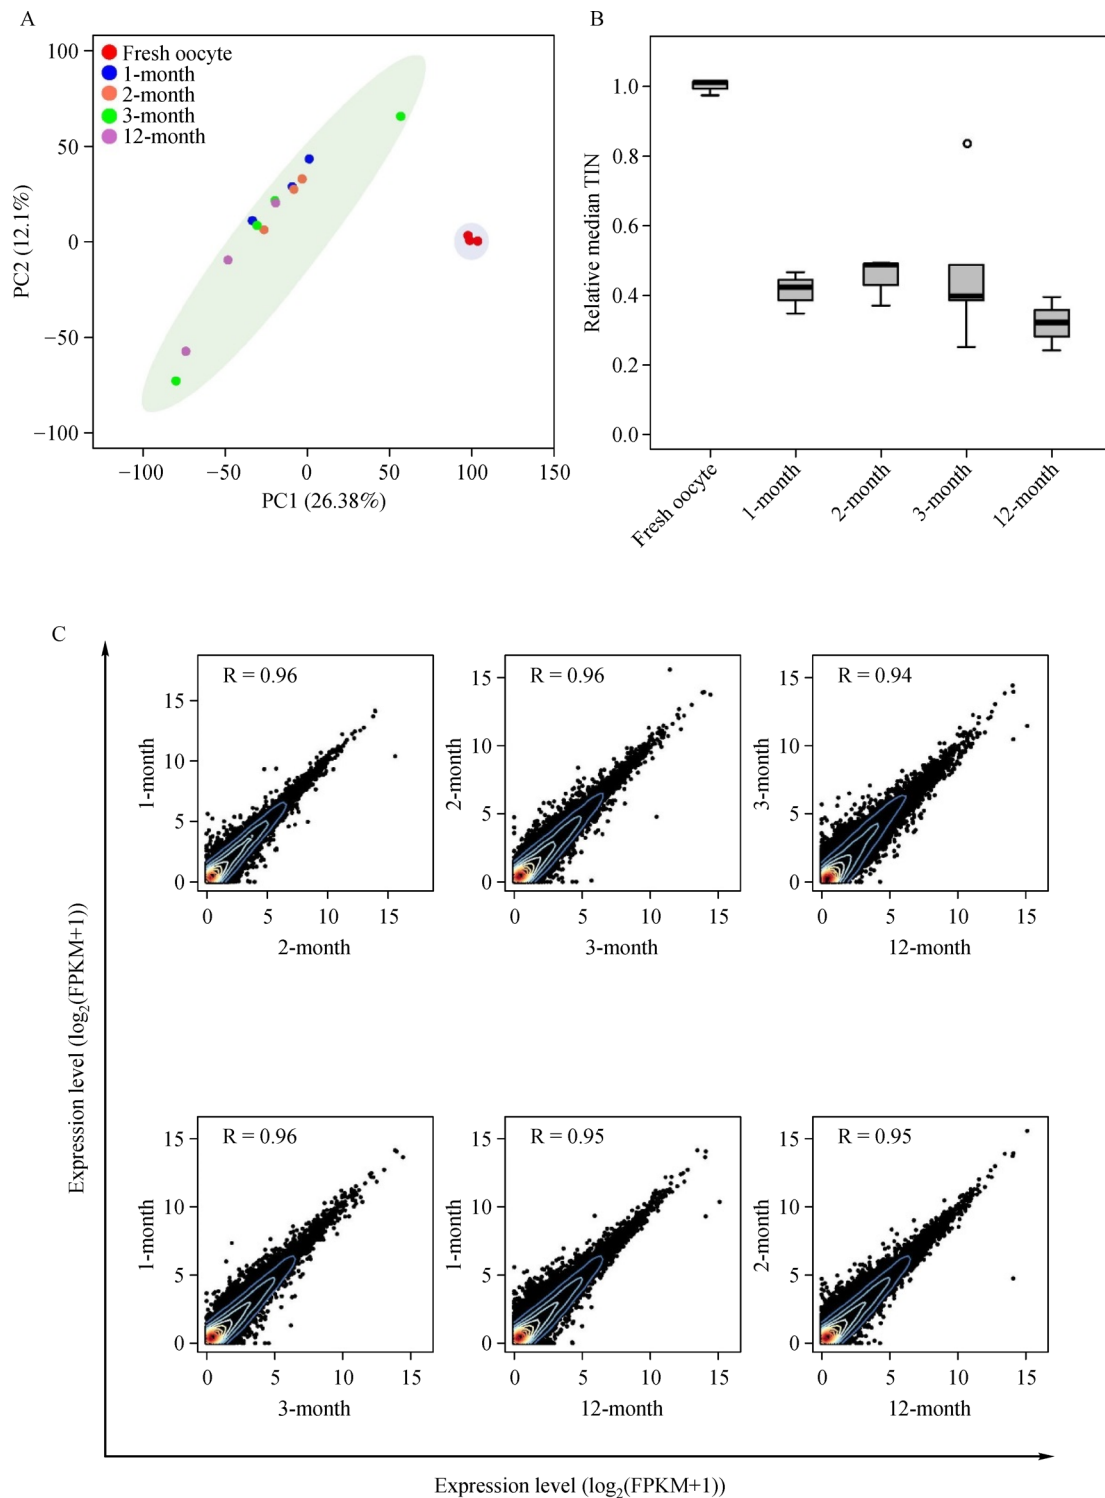 A
100
50
0
−50
−100
PC2 (12.1%)
Fresh oocyte
1-month
2-month
3-month
12-month
−100
−50
0
50
100
150
PC1 (26.38%)
B
1.0
0.8
0.6
0.4
0.2
0.0
Relative median TIN
Fresh oocyte
1-month
2-month
3-month
12-month
C
Expression level (log₂(FPKM+1))
R = 0.96
15
10
5
0
1-month
0 5 10 15
2-month
R = 0.96
15
10
5
0
2-month
0 5 10 15
3-month
R = 0.94
15
10
5
0
3-month
0 5 10 15
12-month
R = 0.96
15
10
5
0
1-month
0 5 10 15
3-month
R = 0.95
15
10
5
0
1-month
0 5 10 15
12-month
R = 0.95
15
10
5
0
2-month
0 5 10 15
12-month
Expression level (log₂(FPKM+1))